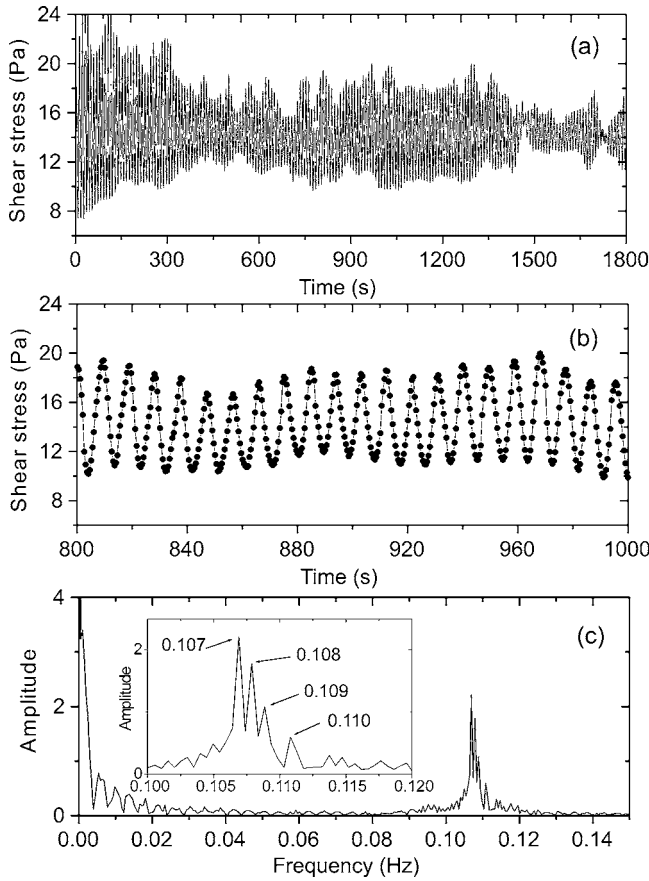 24
20
16
12
8
Shear stress (Pa)
(a)
0 300 600 900 1200 1500 1800
Time (s)
24
20
16
12
8
Shear stress (Pa)
(b)
800 840 880 920 960 1000
Time (s)
4
2
0
Amplitude
(c)
2
0
Amplitude
0.107
0.108
0.109
0.110
0.100 0.105 0.110 0.115 0.120
0.00 0.02 0.04 0.06 0.08 0.10 0.12 0.14
Frequency (Hz)